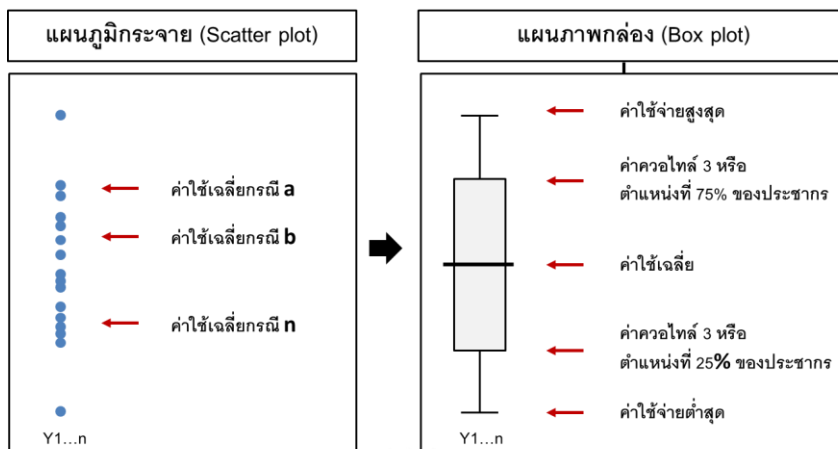 แผนภูมิกระจาย (Scatter plot)
ค่าใช้เฉลี่ยกรณี a
ค่าใช้เฉลี่ยกรณี b
ค่าใช้เฉลี่ยกรณี n
Y1...n
แผนภาพกล่อง (Box plot)
ค่าใช้จ่ายสูงสุด
ค่าควอไทล์ 3 หรือ
ตำแหน่งที่ 75% ของประชากร
ค่าใช้เฉลี่ย
ค่าควอไทล์ 3 หรือ
ตำแหน่งที่ 25% ของประชากร
ค่าใช้จ่ายต่ำสุด
Y1...n